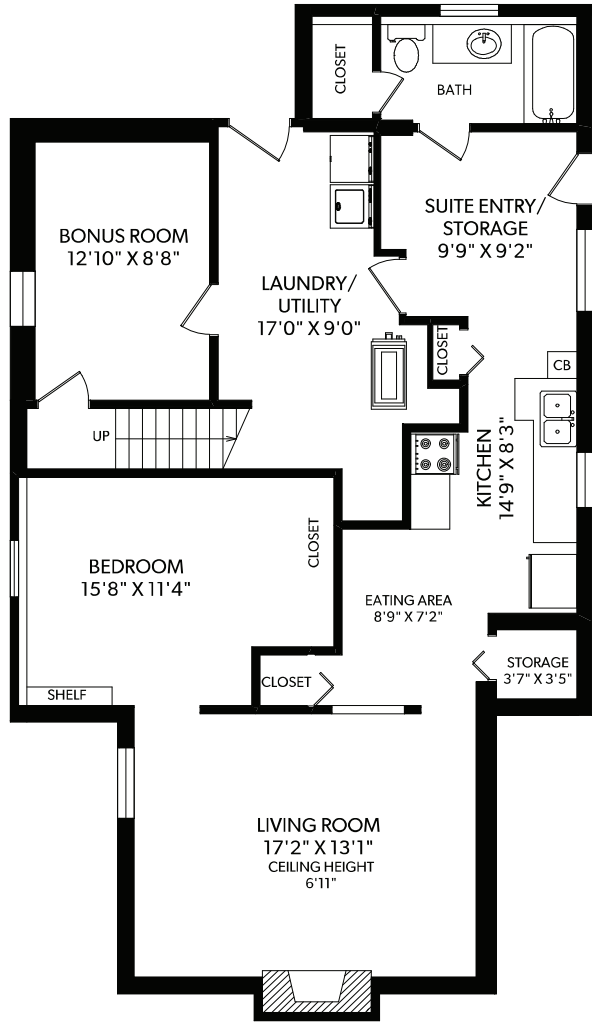 CLOSET
BATH
BONUS ROOM
12'10" X 8'8"
SUITE ENTRY/
STORAGE
9'9" X 9'2"
LAUNDRY/
UTILITY
17'0" X 9'0"
CLOSET
CB
UP
KITCHEN
14'9" X 8'3"
CLOSET
BEDROOM
15'8" X 11'4"
EATING AREA
8'9" X 7'2"
STORAGE
3'7" X 3'5"
CLOSET
SHELF
LIVING ROOM
17'2" X 13'1"
CEILING HEIGHT
6'11"